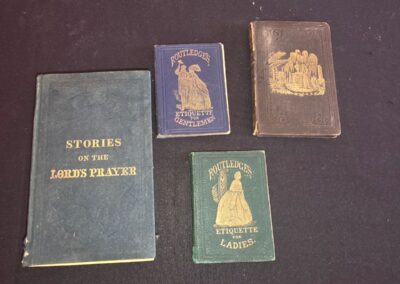 STORIES
ON THE
LORD'S PRAYER
ROUTLEDGE'S
ETIQUETTE
FOR
GENTLEMEN
ROUTLEDGE'S
ETIQUETTE
FOR
LADIES.